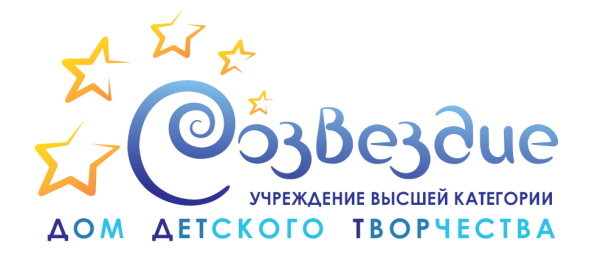 Созвездие
УЧРЕЖДЕНИЕ ВЫСШЕЙ КАТЕГОРИИ
ДОМ ДЕТСКОГО ТВОРЧЕСТВА